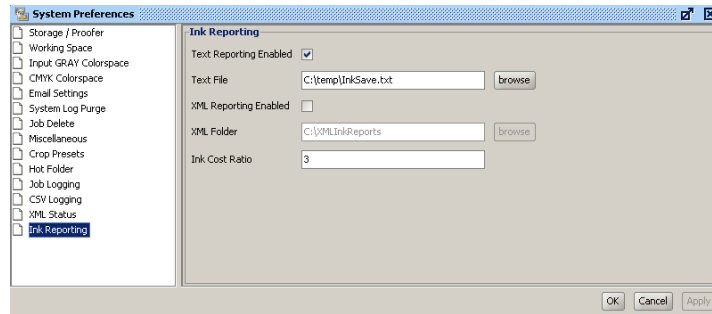 System Preferences
Storage / Proofer
Working Space
Input GRAY Colorspace
CMYK Colorspace
Email Settings
System Log Purge
Job Delete
Miscellaneous
Crop Presets
Hot Folder
Job Logging
CSV Logging
XML Status
Ink Reporting
Ink Reporting
Text Reporting Enabled
Text File C:\temp\InkSave.txt browse
XML Reporting Enabled
XML Folder C:\XMLInkReports browse
Ink Cost Ratio 3
OK Cancel Apply